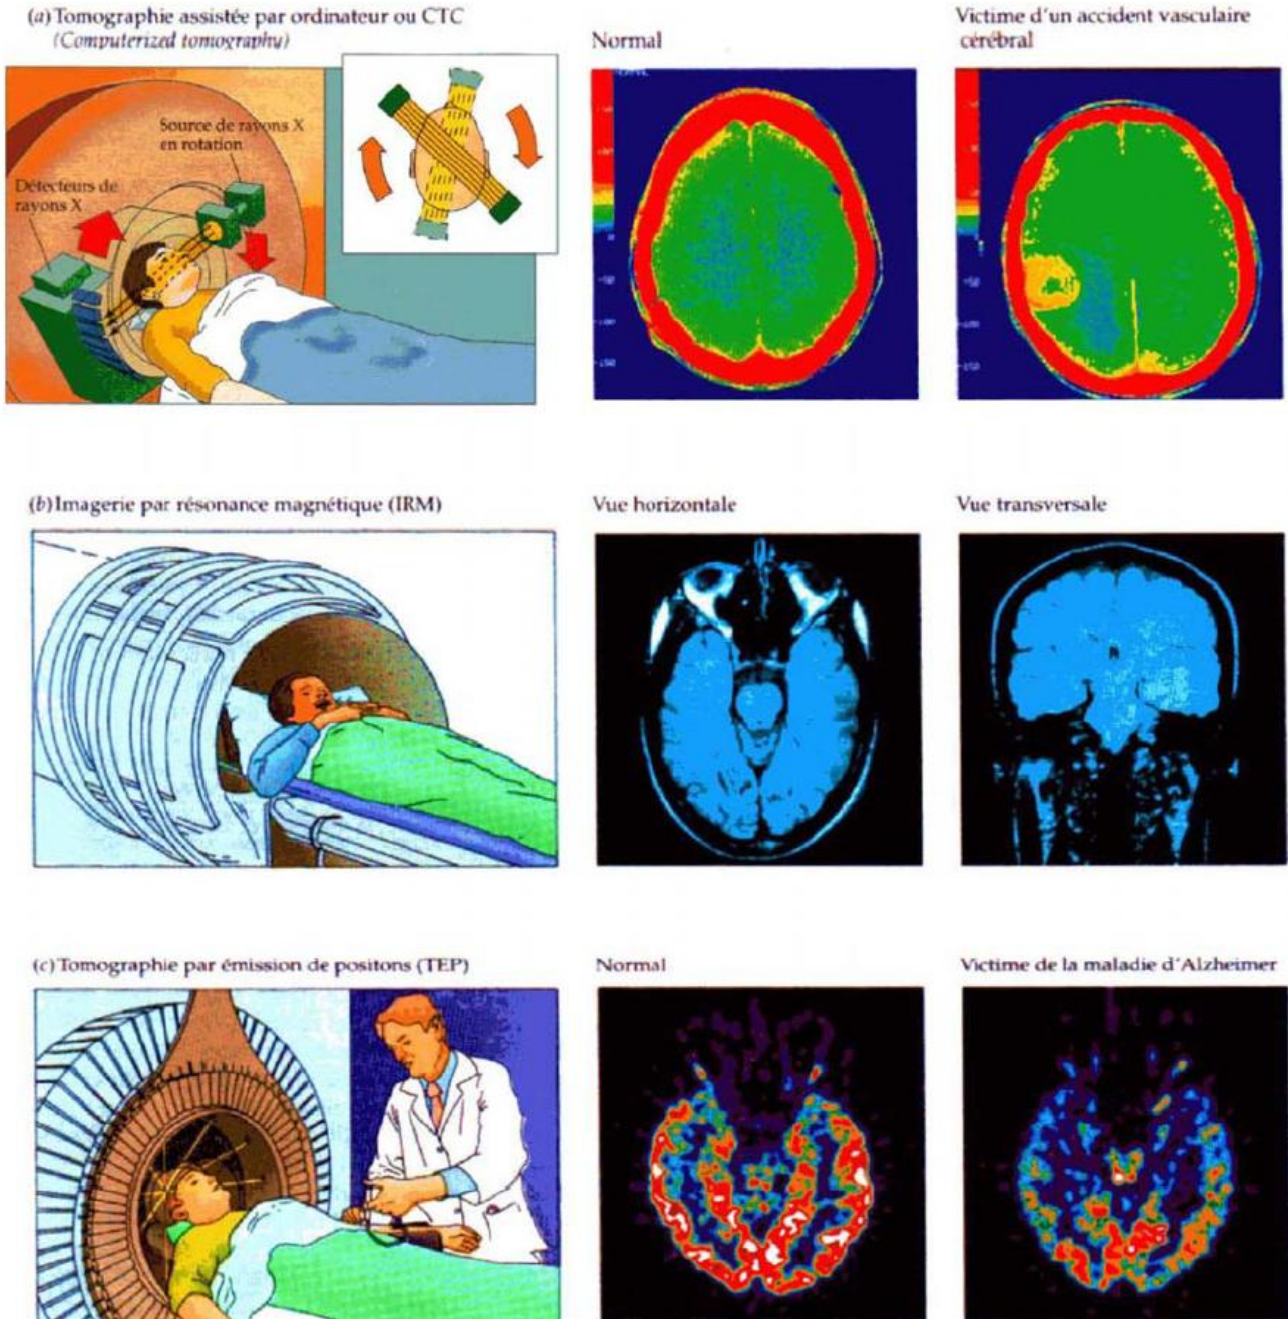 (a) Tomographie assistée par ordinateur ou CTC
(Computerized tomography)
Normal
Victime d'un accident vasculaire
cérébral
Source de rayons X
en rotation
Détecteurs de
rayons X
(b) Imagerie par résonance magnétique (IRM)
Vue horizontale
Vue transversale
(c) Tomographie par émission de positons (TEP)
Normal
Victime de la maladie d'Alzheimer